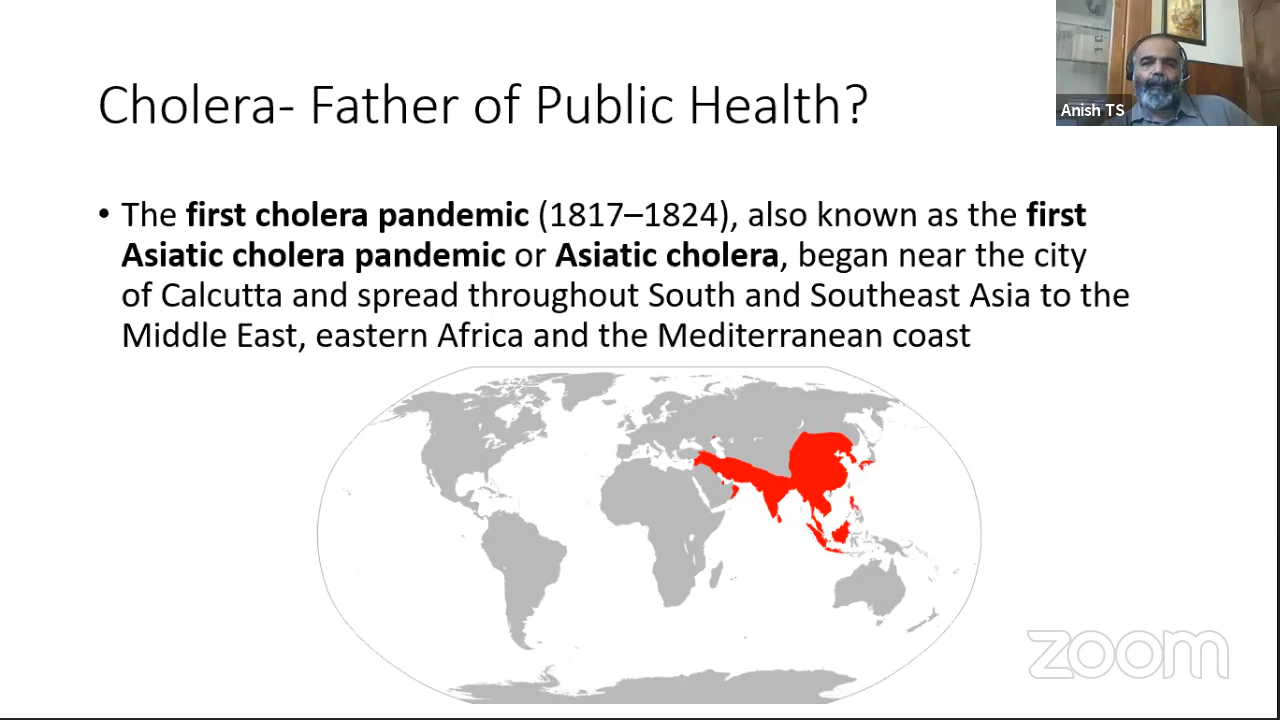 Cholera- Father of Public Health?
Anish TS
• The first cholera pandemic (1817–1824), also known as the first
Asiatic cholera pandemic or Asiatic cholera, began near the city
of Calcutta and spread throughout South and Southeast Asia to the
Middle East, eastern Africa and the Mediterranean coast
zoom